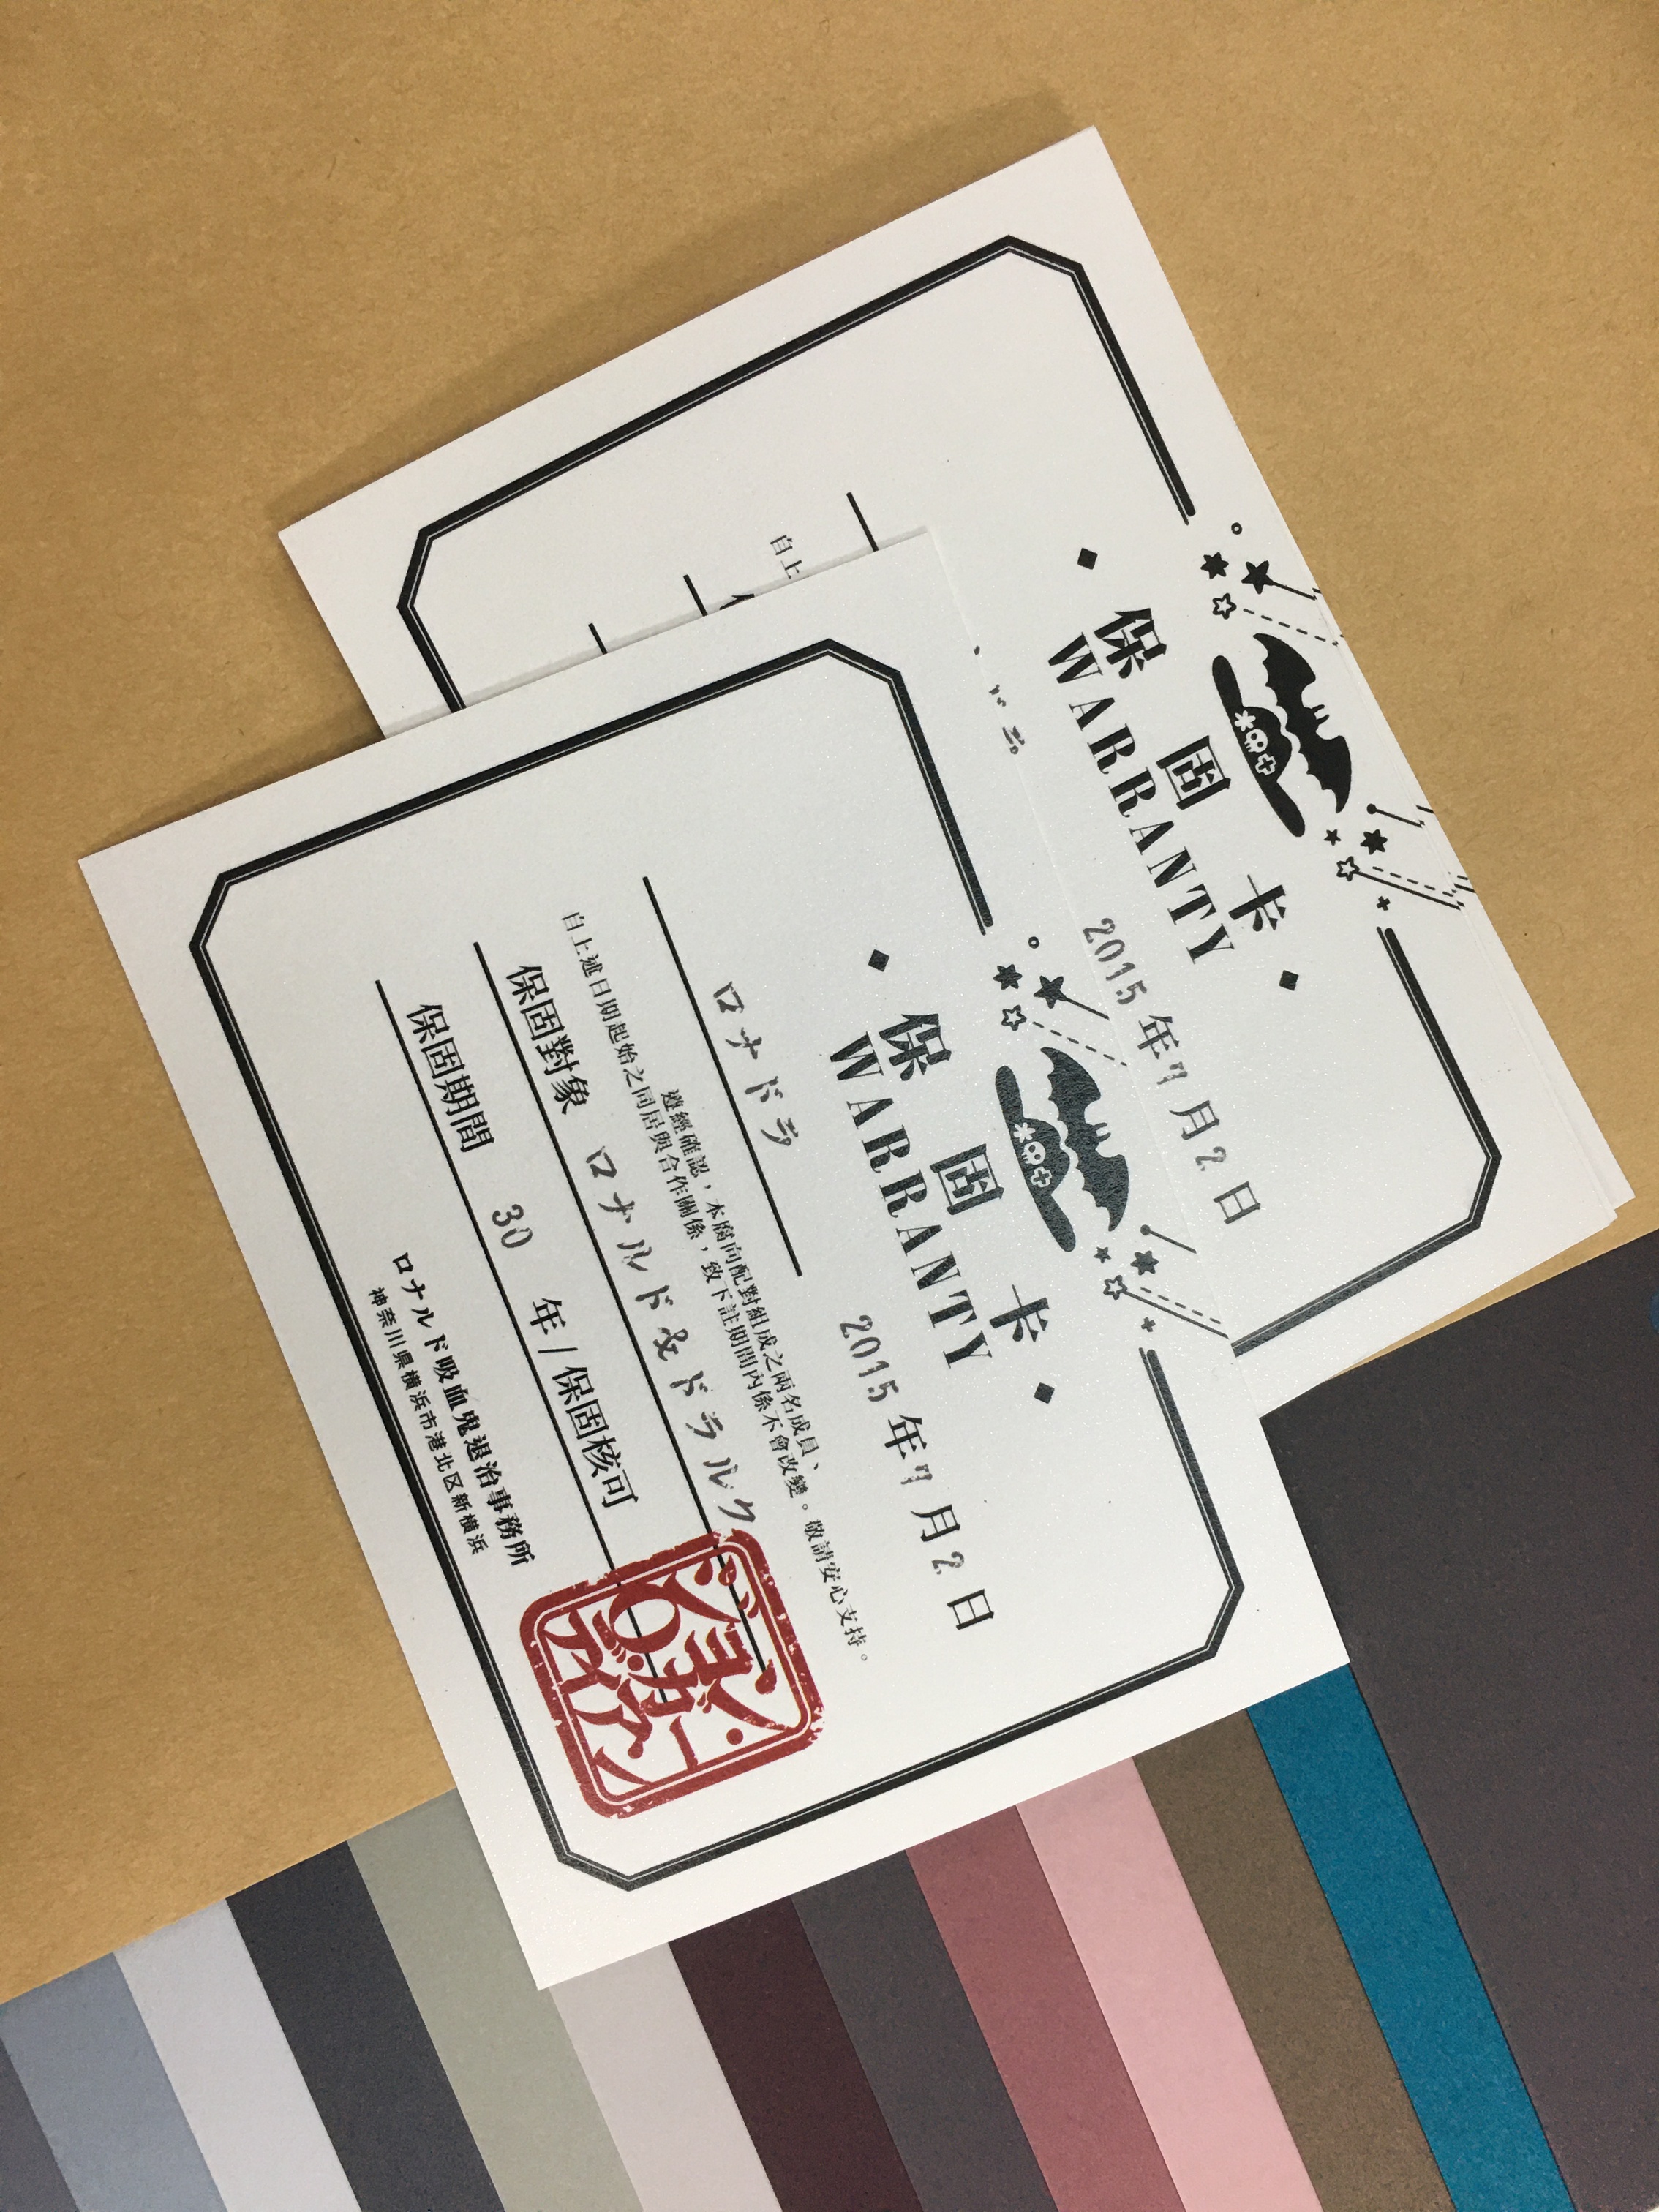 保固卡
WARRANTY
2015年7月2日
自上
保固卡
WARRANTY
2015年7月2日
ロナドラ
遵經確認，本腐向配對組成之兩名成員、
自上述日期起始之同居與合作關係，致下註期間內係不會改變。敬請安心支持。
保固對象 ロナルド&ドラルク
保固期間 30 年/保固核可
ロナルド吸血鬼退治事務所
神奈川県横浜市港北区新横浜